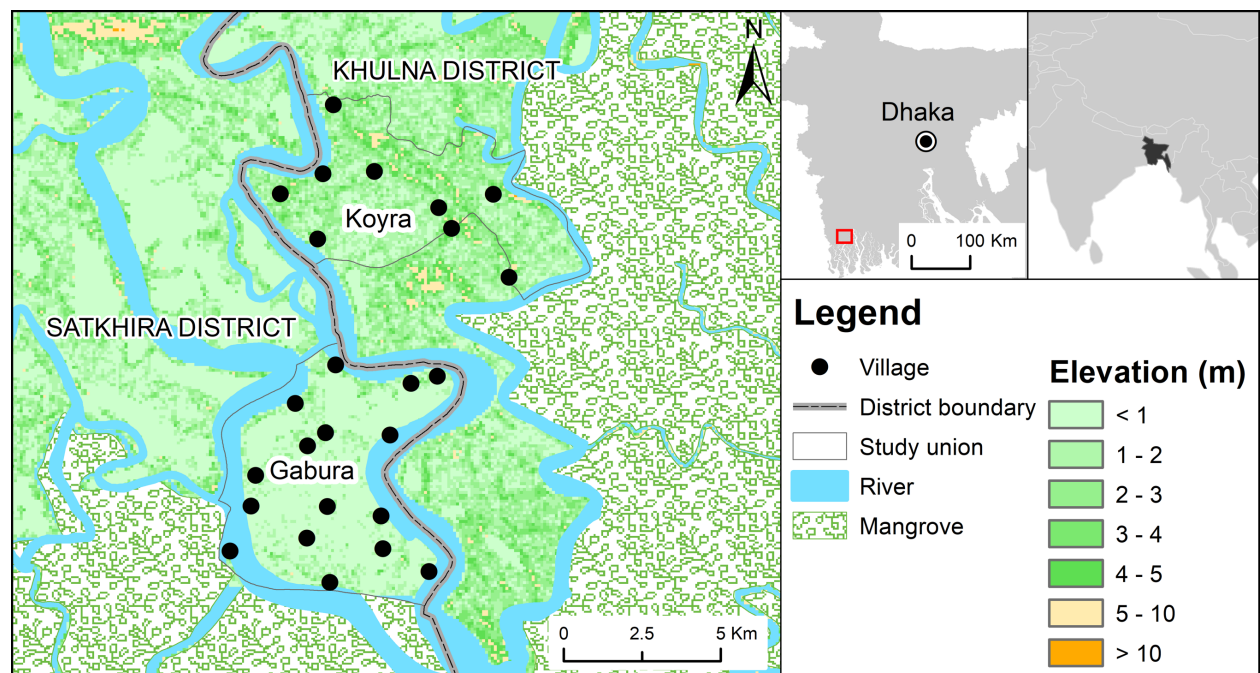 N
KHULNA DISTRICT
Koyra
SATKHIRA DISTRICT
Gabura
0 2.5 5 Km
Dhaka
0 100 Km
Legend
Village
District boundary
Study union
River
Mangrove
Elevation (m)
< 1
1 - 2
2 - 3
3 - 4
4 - 5
5 - 10
> 10